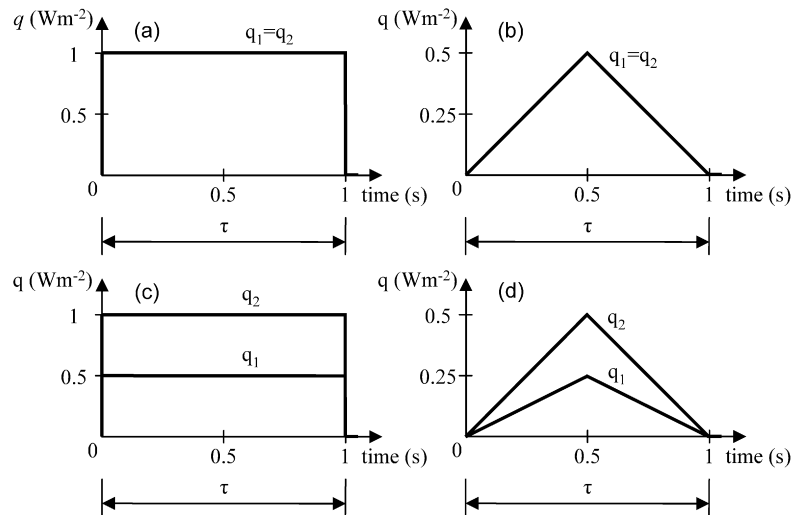 q (Wm-2)
(a)
q1=q2
1
0.5
0
0.5
1
time (s)
τ
q (Wm-2)
(b)
q1=q2
0.5
0.25
0
0.5
1
time (s)
τ
q (Wm-2)
(c)
q2
1
q1
0.5
0
0.5
1
time (s)
τ
q (Wm-2)
(d)
q2
0.5
q1
0.25
0
0.5
1
time (s)
τ